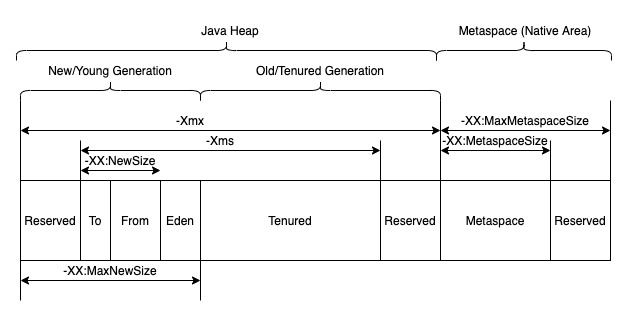 Java Heap
Metaspace (Native Area)
New/Young Generation
Old/Tenured Generation
-Xmx
-XX:MaxMetaspaceSize
-Xms
-XX:MetaspaceSize
-XX:NewSize
Reserved
To
From
Eden
Tenured
Reserved
Metaspace
Reserved
-XX:MaxNewSize